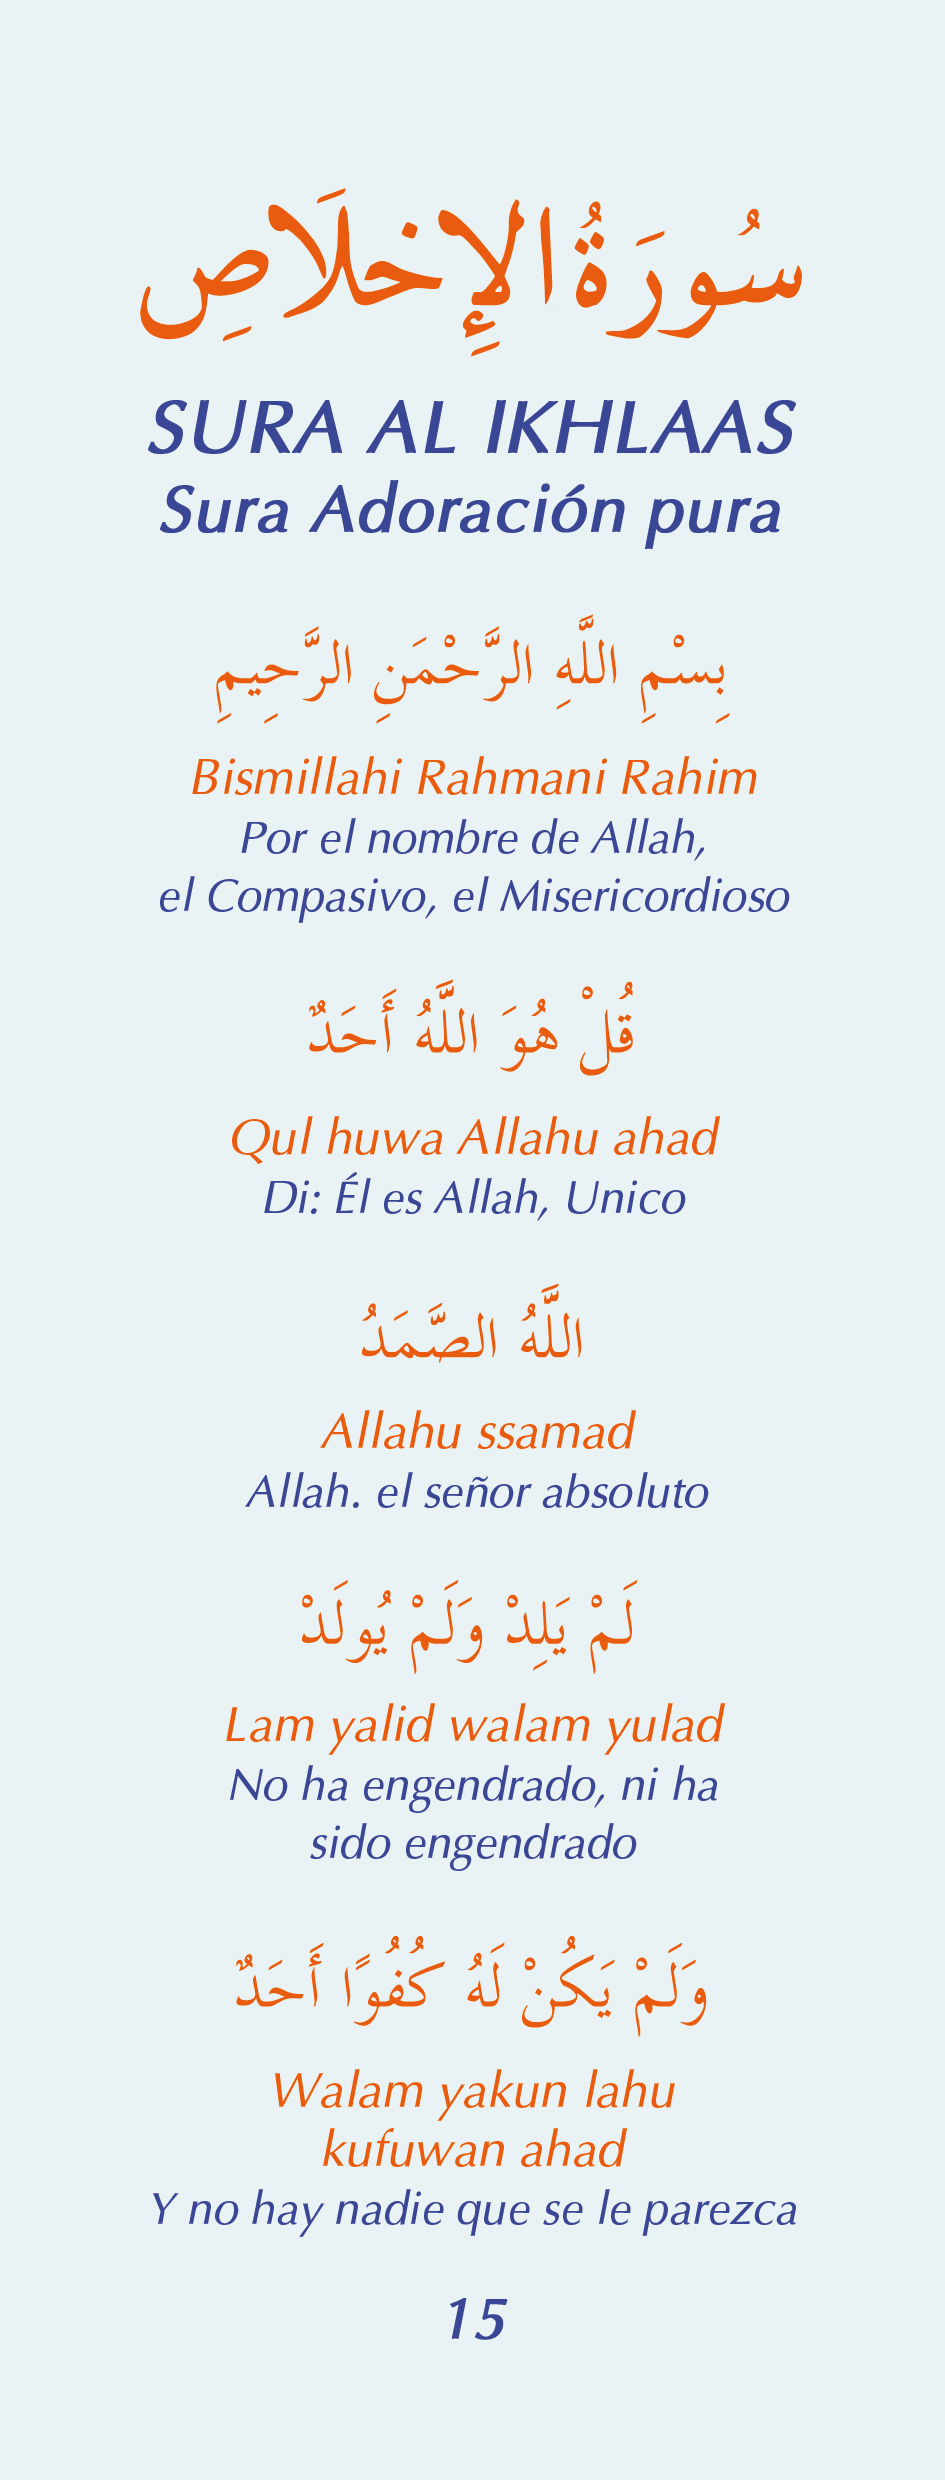 سُورَةُ الإِخلَاصِ
SURA AL IKHLAAS
Sura Adoración pura
بِسْمِ اللَّهِ الرَّحْمَنِ الرَّحِيمِ
Bismillahi Rahmani Rahim
Por el nombre de Allah,
el Compasivo, el Misericordioso
قُلْ هُوَ اللَّهُ أَحَدٌ
Qul huwa Allahu ahad
Di: Él es Allah, Unico
اللَّهُ الصَّمَدُ
Allahu ssamad
Allah. el señor absoluto
لَمْ يَلِدْ وَلَمْ يُولَدْ
Lam yalid walam yulad
No ha engendrado, ni ha
sido engendrado
وَلَمْ يَكُنْ لَهُ كُفُوًا أَحَدٌ
Walam yakun lahu
kufuwan ahad
Y no hay nadie que se le parezca
15